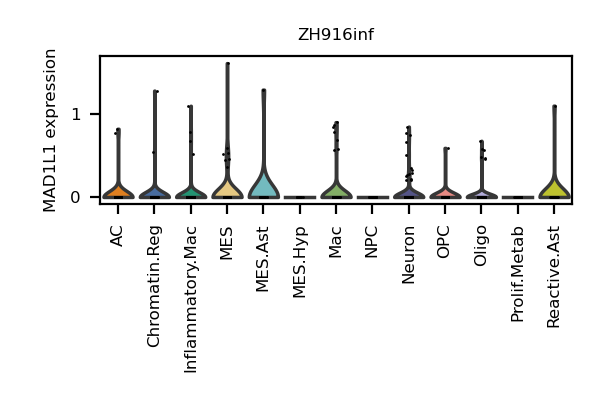 ZH916inf
MAD1L1 expression
1
0
AC
Chromatin.Reg
Inflammatory.Mac
MES
MES.Ast
MES.Hyp
Mac
NPC
Neuron
OPC
Oligo
Prolif.Metab
Reactive.Ast